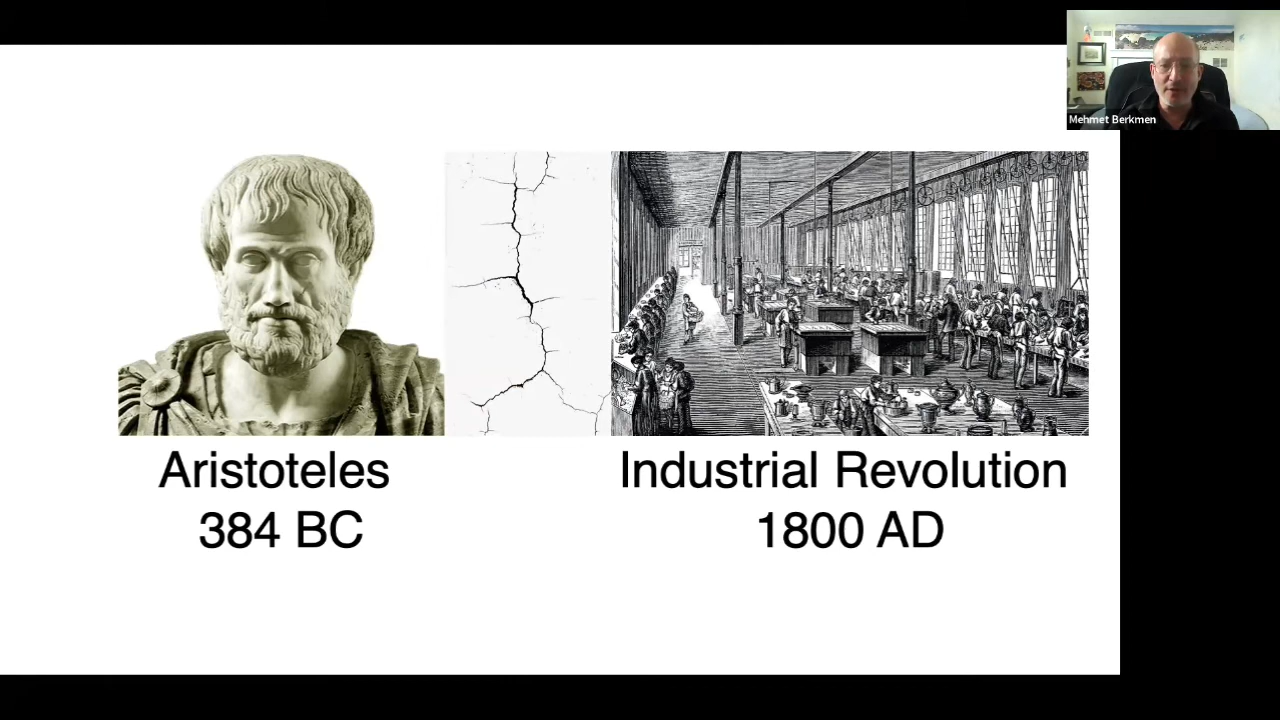 Mehmet Berkmen
Aristoteles
384 BC
Industrial Revolution
1800 AD